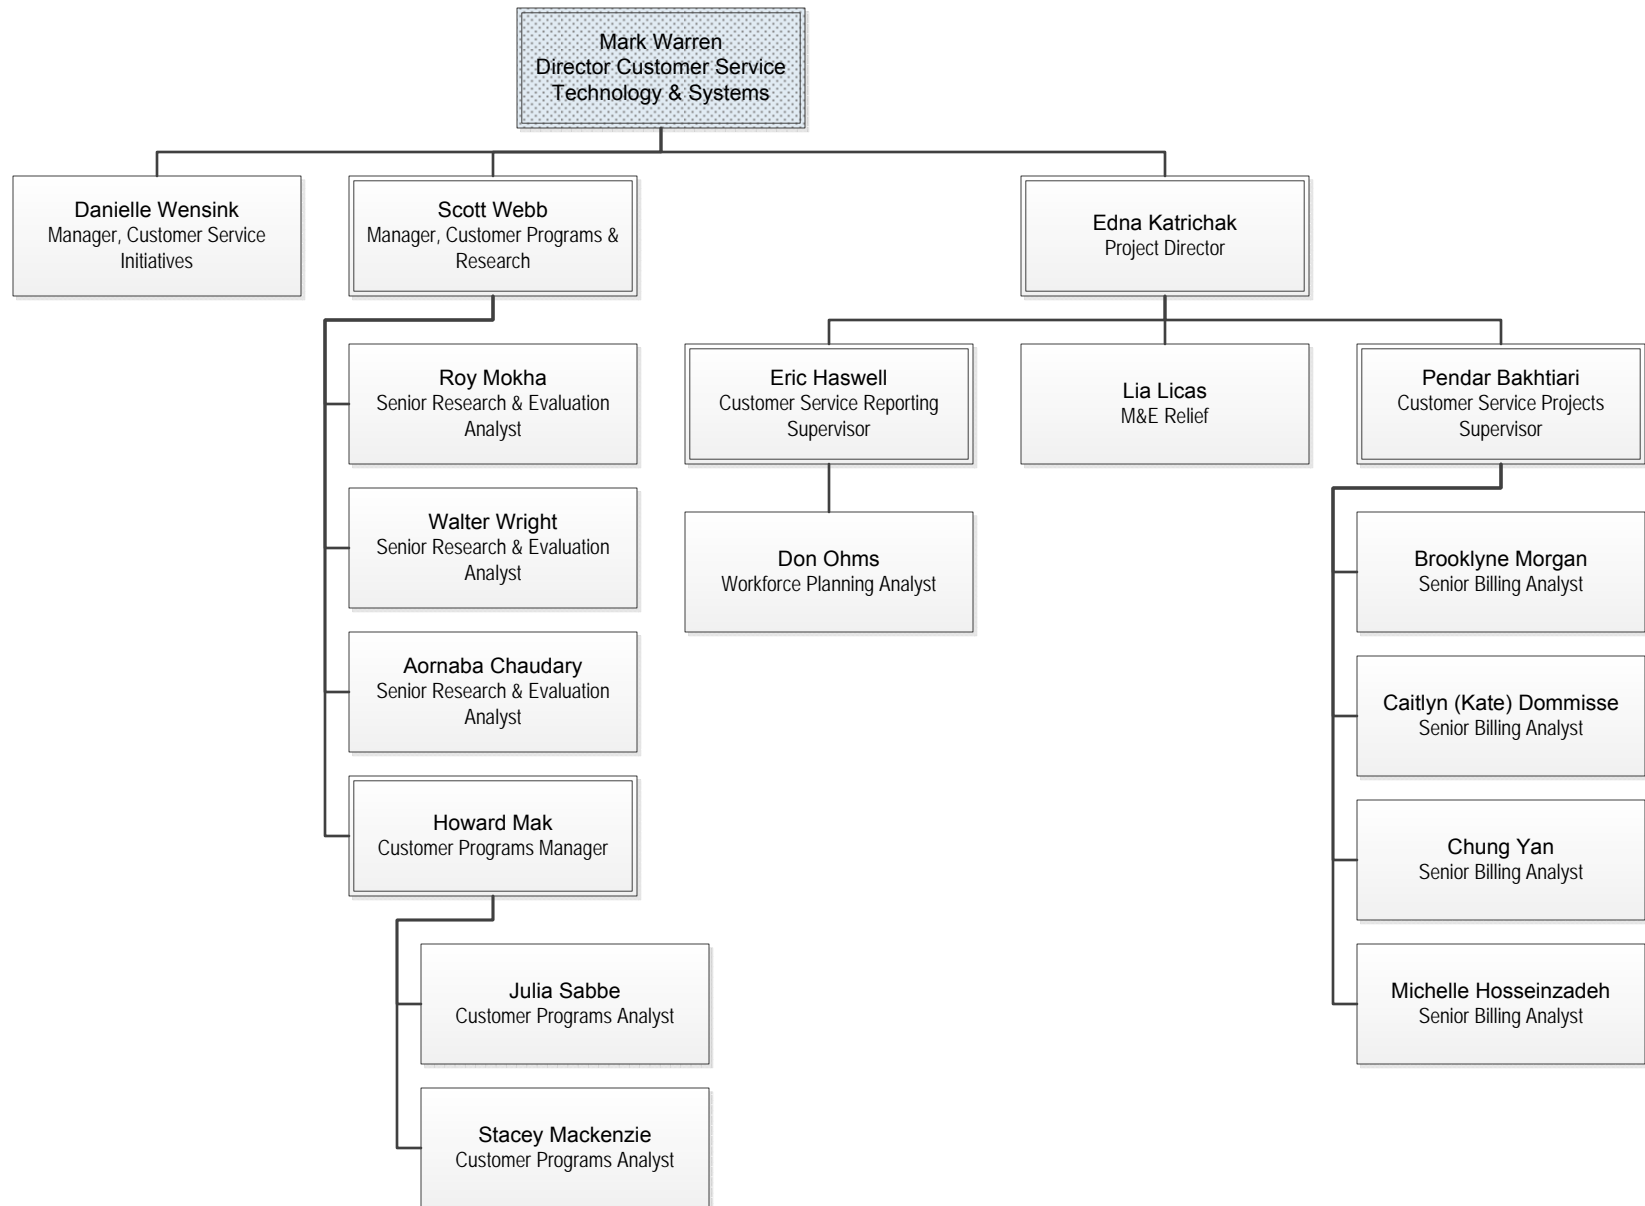 Mark Warren
Director Customer Service
Technology & Systems
Danielle Wensink
Manager, Customer Service
Initiatives
Scott Webb
Manager, Customer Programs &
Research
Edna Katrichak
Project Director
Roy Mokha
Senior Research & Evaluation
Analyst
Walter Wright
Senior Research & Evaluation
Analyst
Aornaba Chaudary
Senior Research & Evaluation
Analyst
Howard Mak
Customer Programs Manager
Julia Sabbe
Customer Programs Analyst
Stacey Mackenzie
Customer Programs Analyst
Eric Haswell
Customer Service Reporting
Supervisor
Don Ohms
Workforce Planning Analyst
Lia Licas
M&E Relief
Pendar Bakhtiari
Customer Service Projects
Supervisor
Brooklyne Morgan
Senior Billing Analyst
Caitlyn (Kate) Dommisse
Senior Billing Analyst
Chung Yan
Senior Billing Analyst
Michelle Hosseinzadeh
Senior Billing Analyst